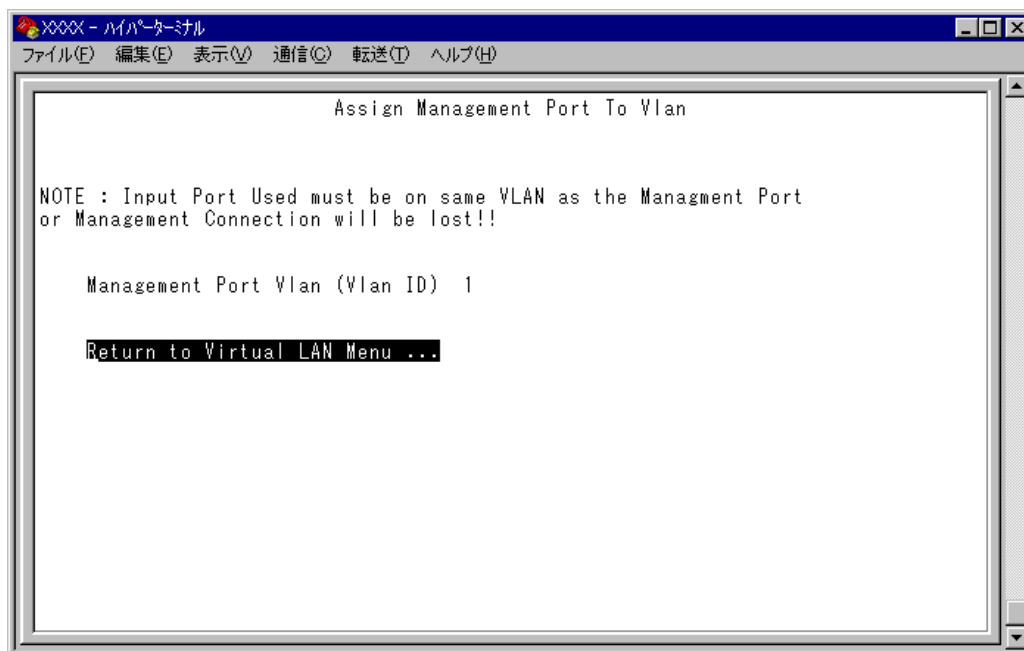 XXXX - ﾊｲﾊﾟｰﾀｰﾐﾅﾙ
ファイル(F) 編集(E) 表示(V) 通信(C) 転送(T) ヘルプ(H)
Assign Management Port To Vlan
NOTE : Input Port Used must be on same VLAN as the Managment Port
or Management Connection will be lost!!
Management Port Vlan (Vlan ID) 1
Return to Virtual LAN Menu ...